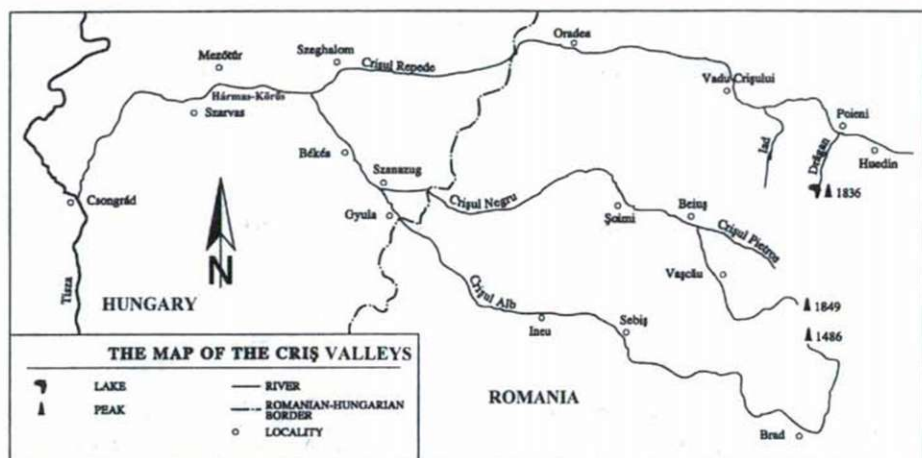 Oradea
Mezőtúr
Szeghalom
Crişul Repede
Vadu Crişului
Hármas-Körös
Szarvas
Poieni
Iad
Drăgan
Huedin
Békés
Szanazug
1836
Csongrád
Gyula
Crişul Negru
Şoimi
Beiuş
Crişul Pietros
Vaşcău
N
Tisza
HUNGARY
Crişul Alb
1849
Ineu
Sebiş
1486
THE MAP OF THE CRIŞ VALLEYS
LAKE
RIVER
PEAK
ROMANIAN-HUNGARIAN
BORDER
LOCALITY
ROMANIA
Brad